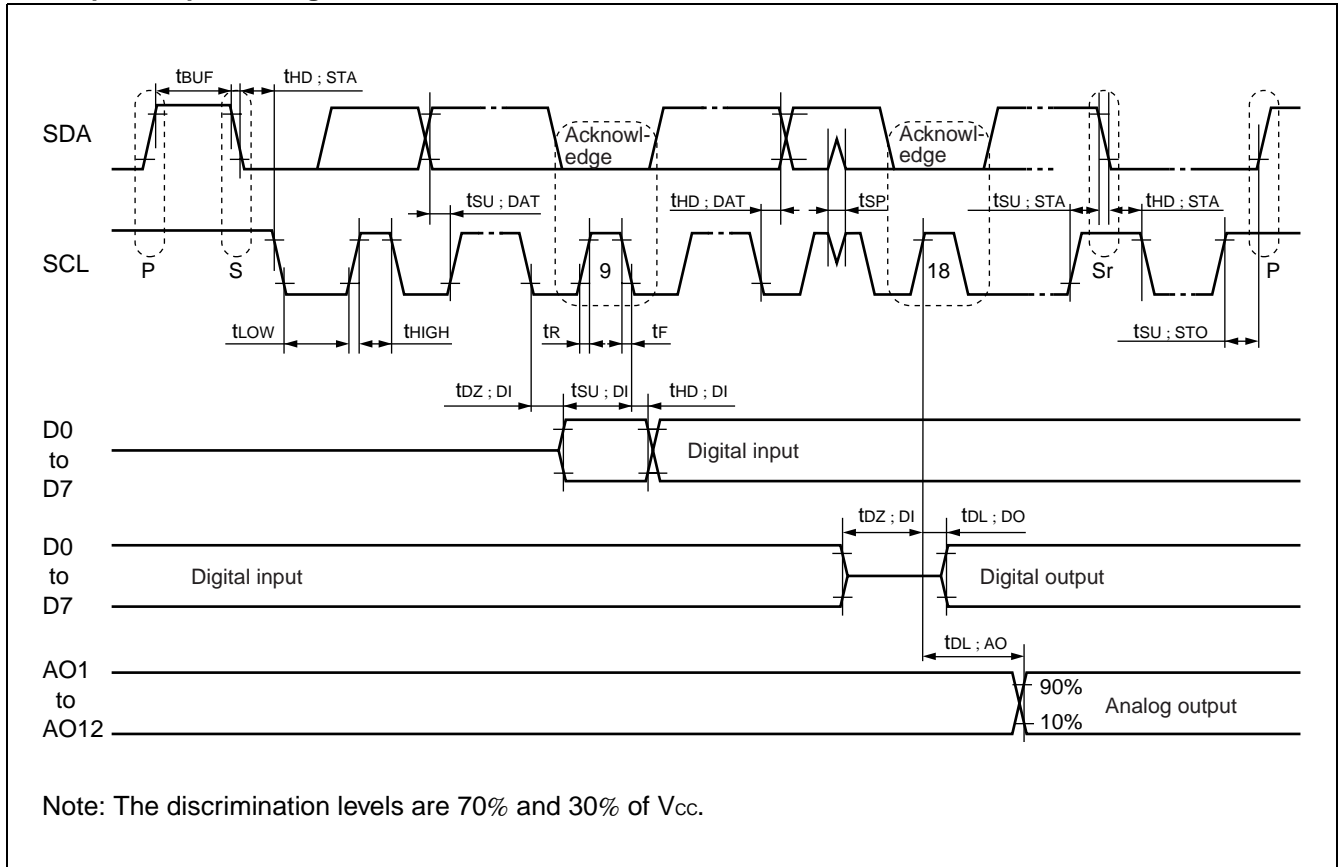 tBUF tHD ; STA
SDA
Acknowl-
edge
Acknowl-
edge
tSU ; DAT tHD ; DAT tSP tSU ; STA tHD ; STA
SCL
P S 9 18 Sr P
tLOW tHIGH tR tF tSU ; STO
tDZ ; DI tSU ; DI tHD ; DI
D0
to
D7
Digital input
tDZ ; DI tDL ; DO
D0
to
D7
Digital input Digital output
tDL ; AO
AO1
to
AO12
90%
10%
Analog output
Note: The discrimination levels are 70% and 30% of VCC.